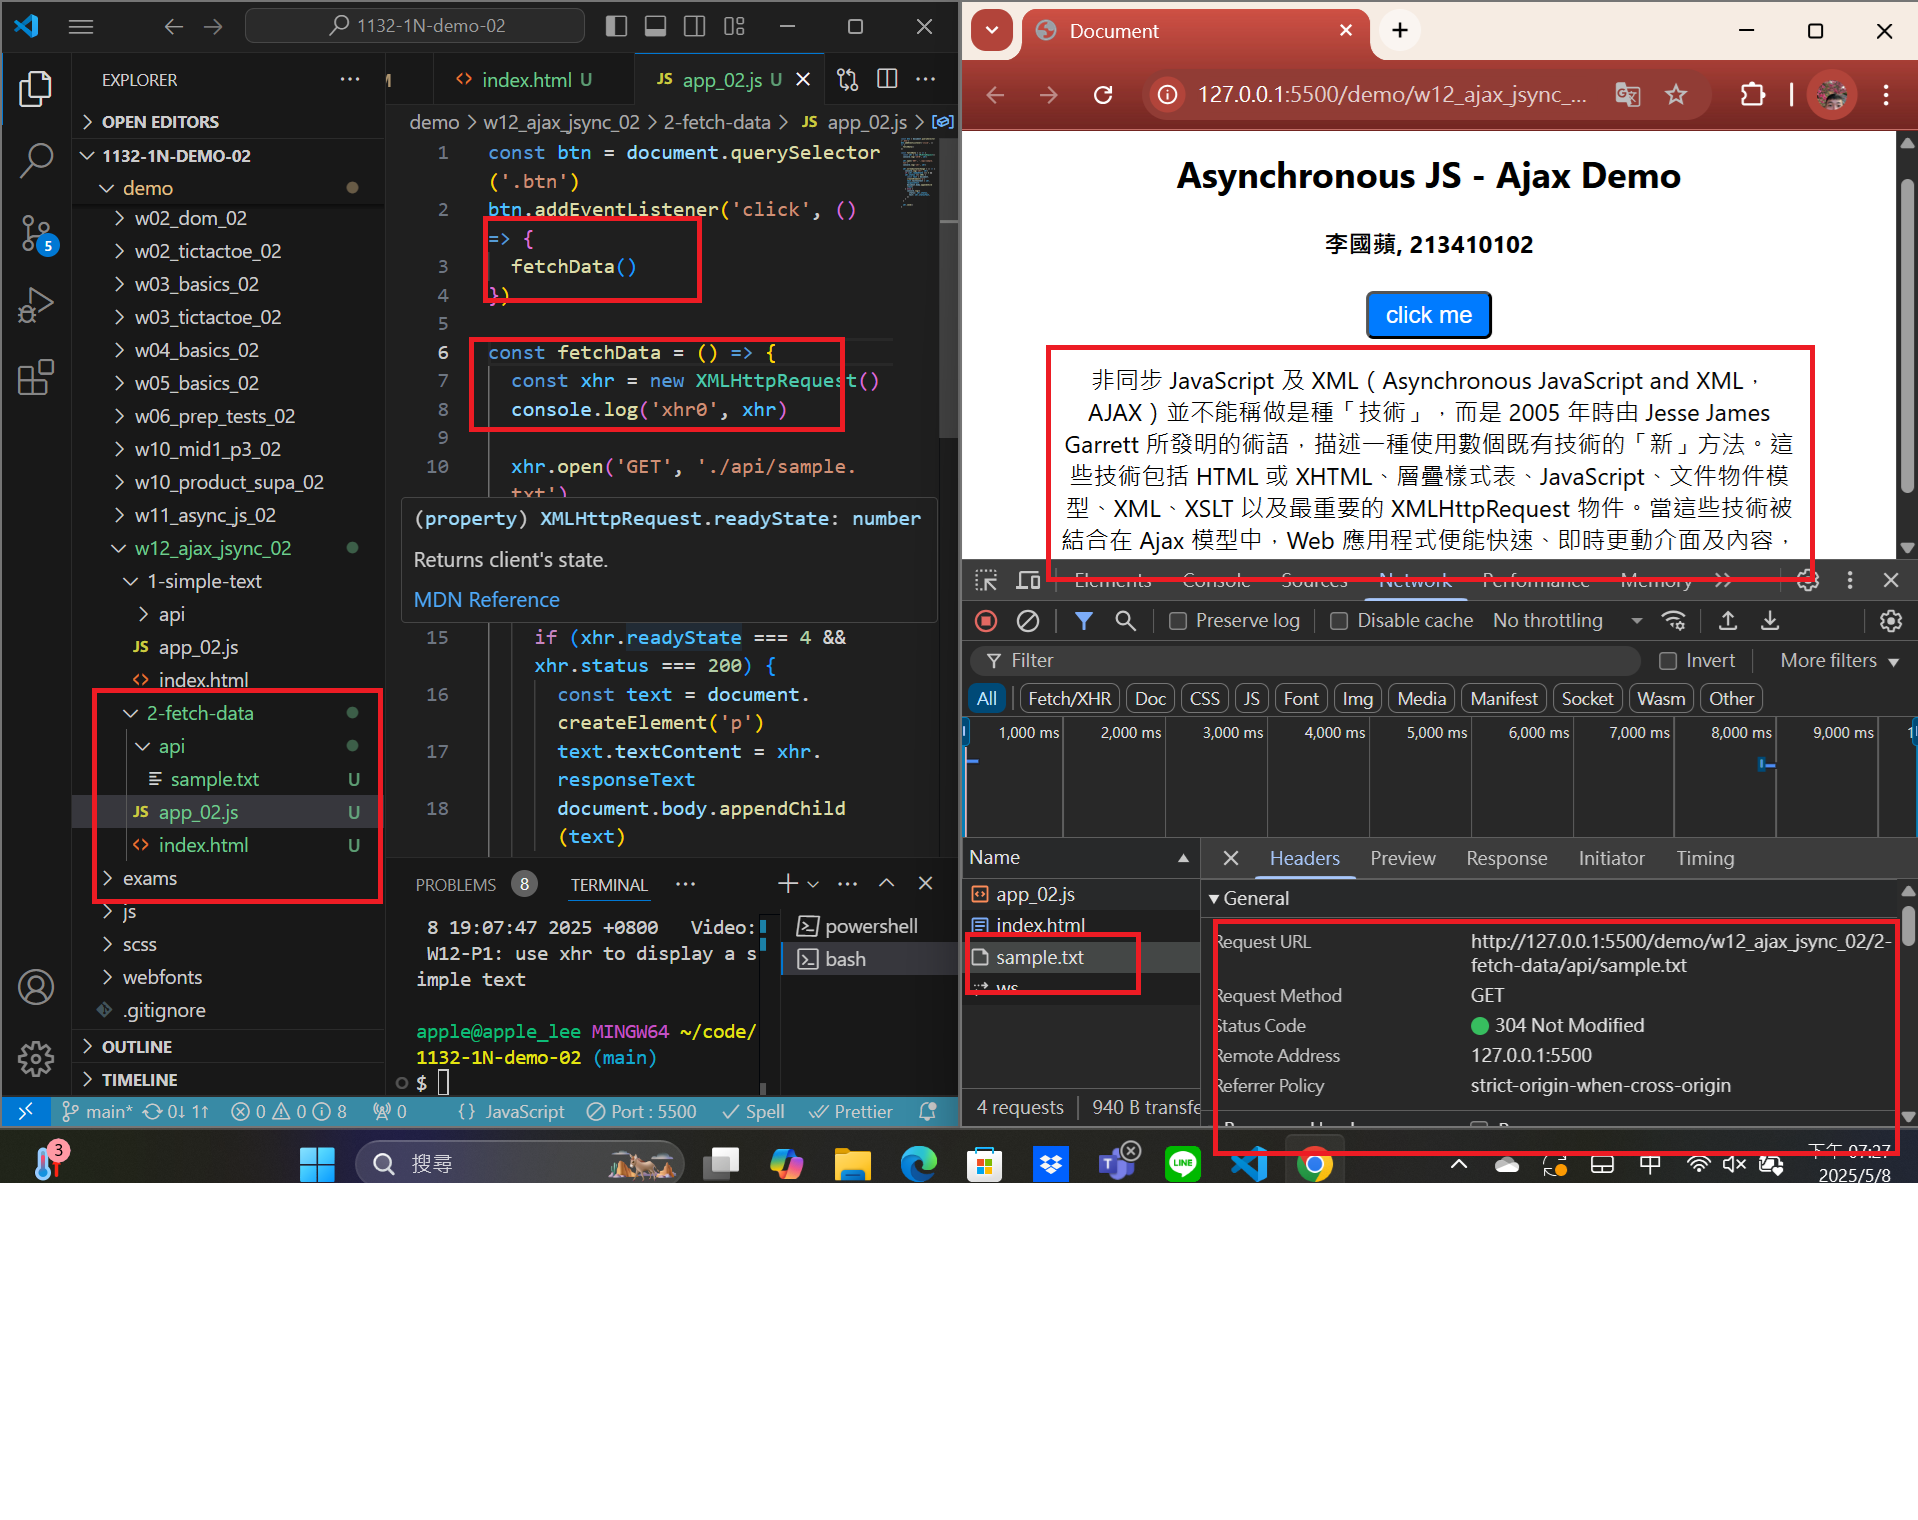 1132-1N-demo-02
EXPLORER
OPEN EDITORS
1132-1N-DEMO-02
demo
w02_dom_02
w02_tictactoe_02
w03_basics_02
w03_tictactoe_02
w04_basics_02
w05_basics_02
w06_prep_tests_02
w10_mid1_p3_02
w10_product_supa_02
w11_async_js_02
w12_ajax_jsync_02
1-simple-text
api
JS app_02.js
<> index.html
2-fetch-data
api
sample.txt U
JS app_02.js U
<> index.html U
exams
js
scss
webfonts
.gitignore
OUTLINE
TIMELINE
5
<> index.html U
JS app_02.js U
demo > w12_ajax_jsync_02 > 2-fetch-data > JS app_02.js >
1 const btn = document.querySelector
('.btn')
2 btn.addEventListener('click', ()
=> {
3 fetchData()
4 })
5
6 const fetchData = () => {
7 const xhr = new XMLHttpRequest()
8 console.log('xhr0', xhr)
9
10 xhr.open('GET', './api/sample.
txt')
(property) XMLHttpRequest.readyState: number
Returns client's state.
MDN Reference
15 if (xhr.readyState === 4 &&
xhr.status === 200) {
16 const text = document.
createElement('p')
17 text.textContent = xhr.
responseText
18 document.body.appendChild
(text)
PROBLEMS 8 TERMINAL
8 19:07:47 2025 +0800 Video:
W12-P1: use xhr to display a s
imple text
apple@apple_lee MINGW64 ~/code/
1132-1N-demo-02 (main)
$
powershell
bash
main* 0↓ 1↑ 0 0 8 0 {} JavaScript Port : 5500 Spell Prettier
Document
127.0.0.1:5500/demo/w12_ajax_jsync_...
Asynchronous JS - Ajax Demo
李國蘋, 213410102
click me
非同步 JavaScript 及 XML（Asynchronous JavaScript and XML，
AJAX）並不能稱做是種「技術」，而是 2005 年時由 Jesse James
Garrett 所發明的術語，描述一種使用數個既有技術的「新」方法。這
些技術包括 HTML 或 XHTML、層疊樣式表、JavaScript、文件物件模
型、XML、XSLT 以及最重要的 XMLHttpRequest 物件。當這些技術被
結合在 Ajax 模型中，Web 應用程式便能快速、即時更動介面及內容，
Elements Console Sources Network Performance Memory
Preserve log Disable cache No throttling
Filter Invert More filters
All Fetch/XHR Doc CSS JS Font Img Media Manifest Socket Wasm Other
1,000 ms 2,000 ms 3,000 ms 4,000 ms 5,000 ms 6,000 ms 7,000 ms 8,000 ms 9,000 ms
Name
app_02.js
index.html
sample.txt
ws
4 requests 940 B transfe
Headers Preview Response Initiator Timing
General
Request URL http://127.0.0.1:5500/demo/w12_ajax_jsync_02/2-
fetch-data/api/sample.txt
Request Method GET
Status Code 304 Not Modified
Remote Address 127.0.0.1:5500
Referrer Policy strict-origin-when-cross-origin
3
搜尋
LINE
中
下午 07:27
2025/5/8